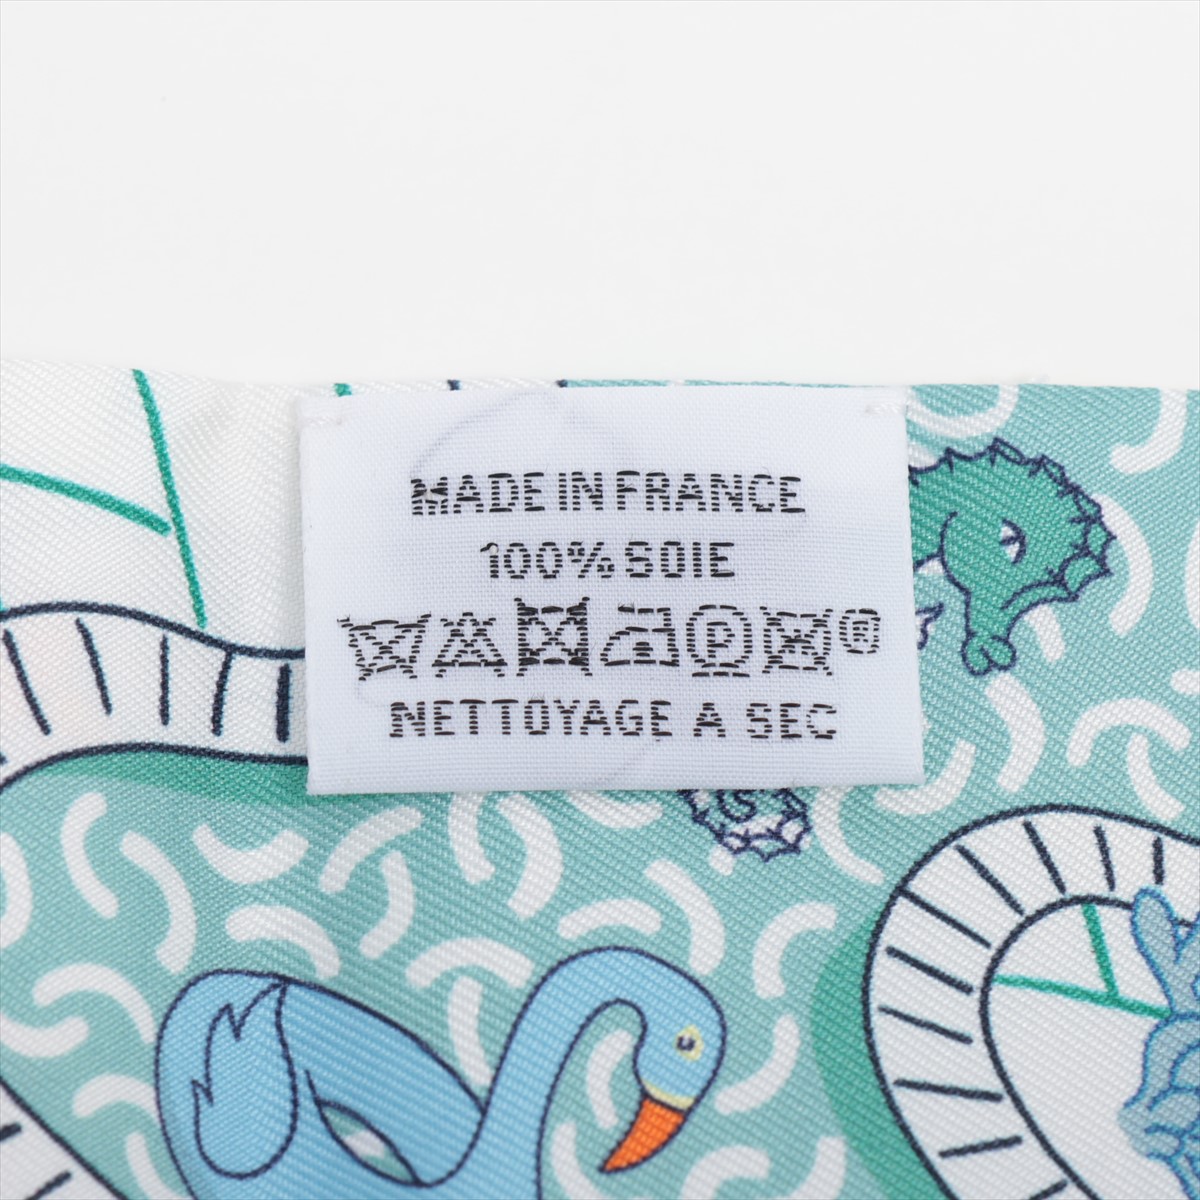 MADE IN FRANCE
100% SOIE
P ®
NETTOYAGE A SEC